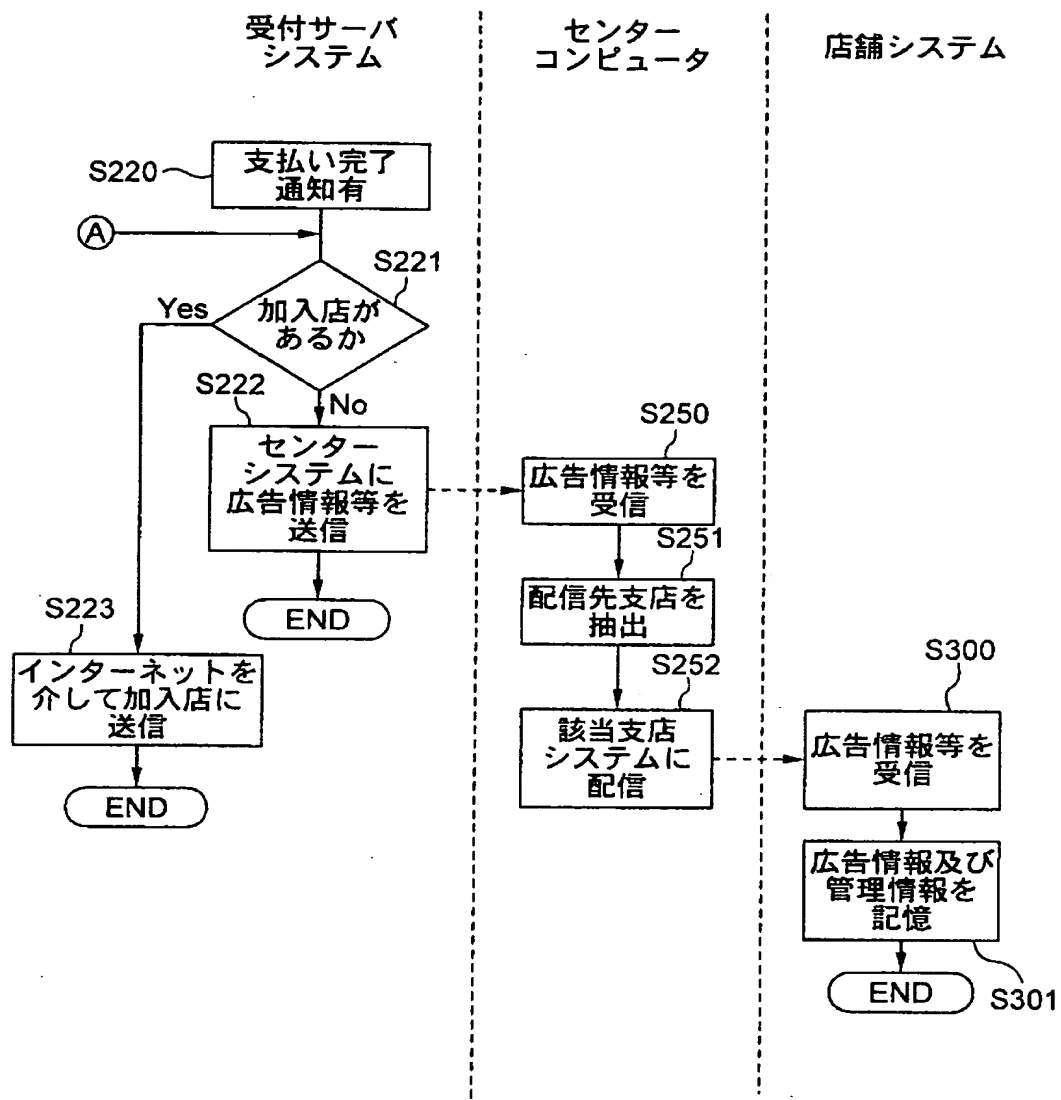 受付サーバ
システム
センター
コンピュータ
店舗システム
S220
支払い完了
通知有
A
S221
加入店が
あるか
Yes
No
S222
センター
システムに
広告情報等を
送信
END
S223
インターネットを
介して加入店に
送信
END
S250
広告情報等を
受信
S251
配信先支店を
抽出
S252
該当支店
システムに
配信
S300
広告情報等を
受信
広告情報及び
管理情報を
記憶
S301
END